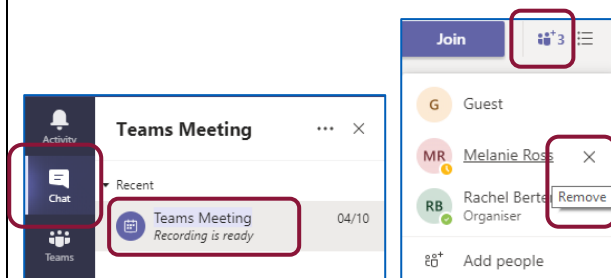 Activity
Chat
Teams
Teams Meeting
Recent
Teams Meeting 04/10
Recording is ready
Join
3
G Guest
MR Melanie Ross
RB Rachel
Remove
Organiser
Add people